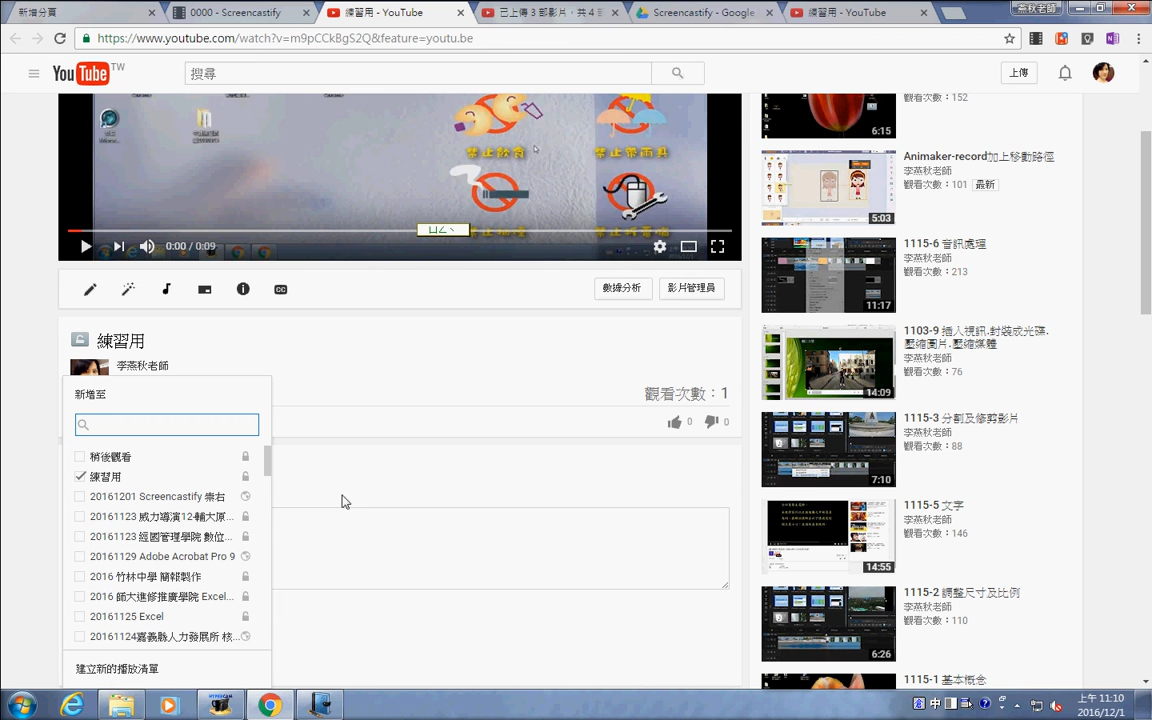 新增分頁
0000 - Screencastify
練習用 - YouTube
已上傳 3 部影片，共 4 
Screencastify - Google
練習用 - YouTube
燕秋老師
https://www.youtube.com/watch?v=m9pCCkBgS2Q&feature=youtu.be
YouTube TW
搜尋
上傳
禁止飲食
禁止帶雨具
ㄩㄥˋ
0:00 / 0:09
數據分析
影片管理員
練習用
李燕秋老師
新增至
觀看次數：1
0
0
稍後觀看
練習用
20161201 Screencastify 崇右
20161123 威力導演12-輔大原...
20161123 經國管理學院 數位...
20161129 Adobe Acrobat Pro 9
2016 竹林中學 簡報製作
2016 師大進修推廣學院 Excel...
20161125 Excel
20161124嘉義縣人力發展所 核...
建立新的播放清單
觀看次數：152
6:15
Animaker-record加上移動路徑
李燕秋老師
觀看次數：101 最新
5:03
1115-6 音訊處理
李燕秋老師
觀看次數：213
11:17
1103-9 插入視訊,封裝成光碟,
壓縮圖片,壓縮媒體
李燕秋老師
觀看次數：76
14:09
1115-3 分割及修剪影片
李燕秋老師
觀看次數：88
7:10
1115-5 文字
李燕秋老師
觀看次數：146
14:55
1115-2 調整尺寸及比例
李燕秋老師
觀看次數：110
6:26
1115-1 基本概念
中
上午 11:10
2016/12/1